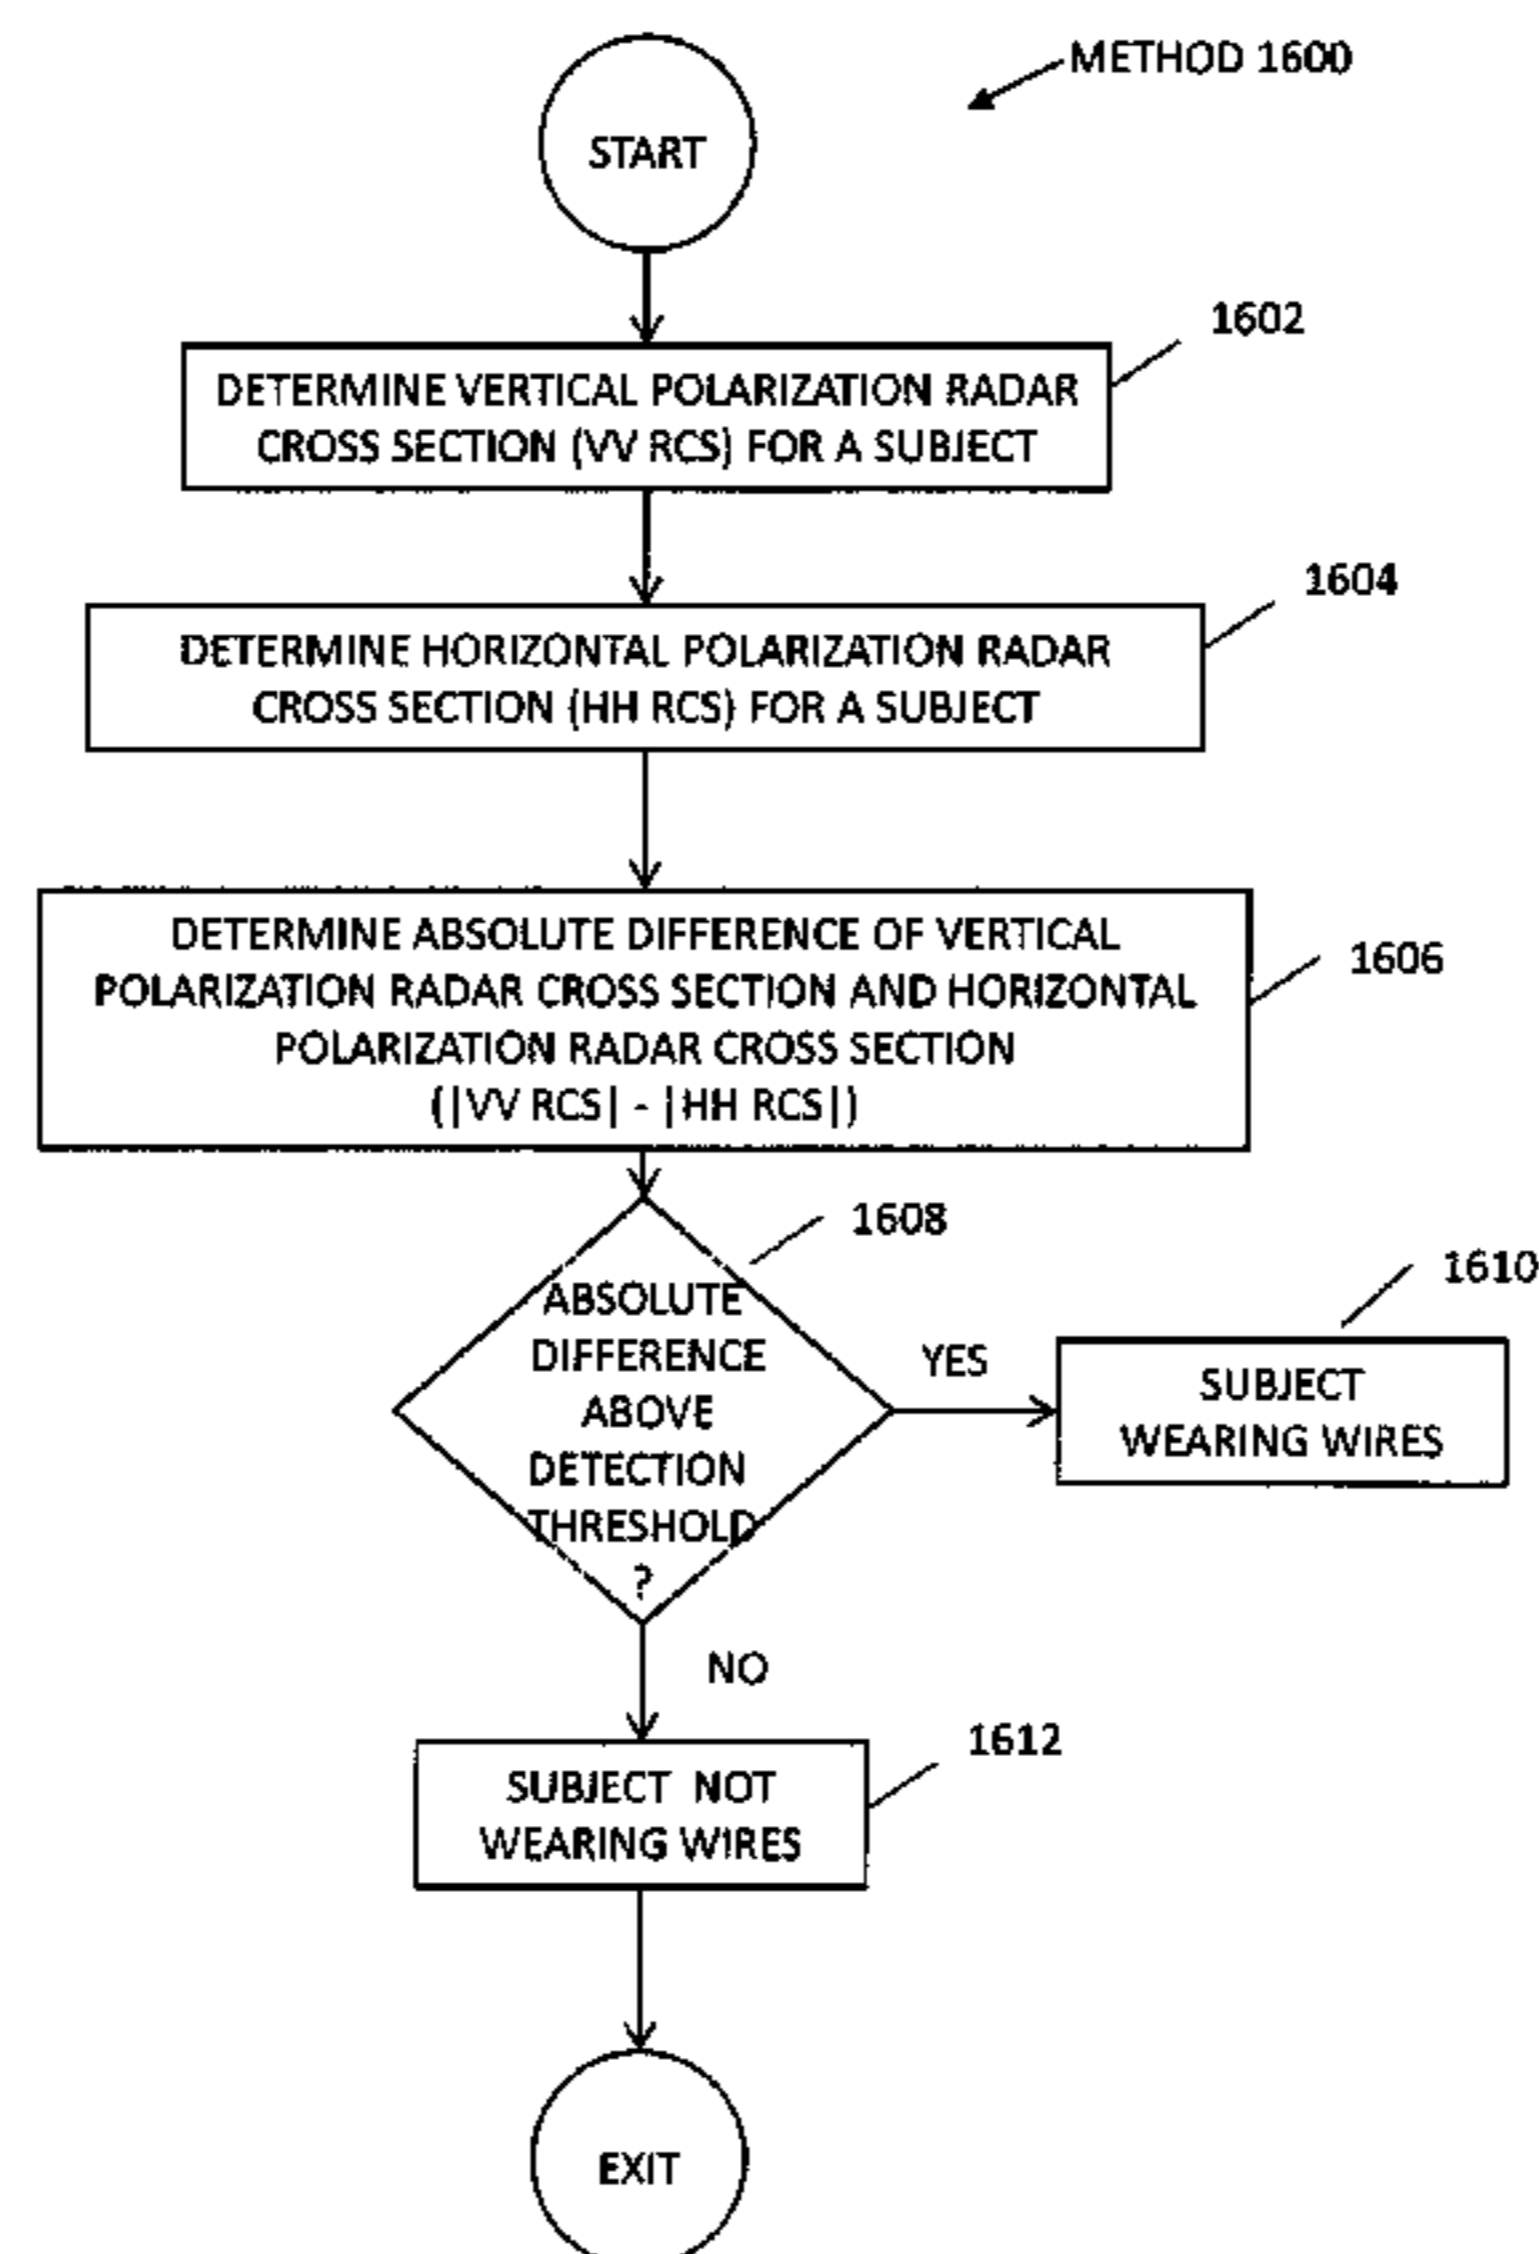 METHOD 1600
START
1602
DETERMINE VERTICAL POLARIZATION RADAR
CROSS SECTION (VV RCS) FOR A SUBJECT
1604
DETERMINE HORIZONTAL POLARIZATION RADAR
CROSS SECTION (HH RCS) FOR A SUBJECT
1606
DETERMINE ABSOLUTE DIFFERENCE OF VERTICAL
POLARIZATION RADAR CROSS SECTION AND HORIZONTAL
POLARIZATION RADAR CROSS SECTION
(|VV RCS| - |HH RCS|)
1608
ABSOLUTE
DIFFERENCE
ABOVE
DETECTION
THRESHOLD
?
YES
1610
SUBJECT
WEARING WIRES
NO
1612
SUBJECT NOT
WEARING WIRES
EXIT